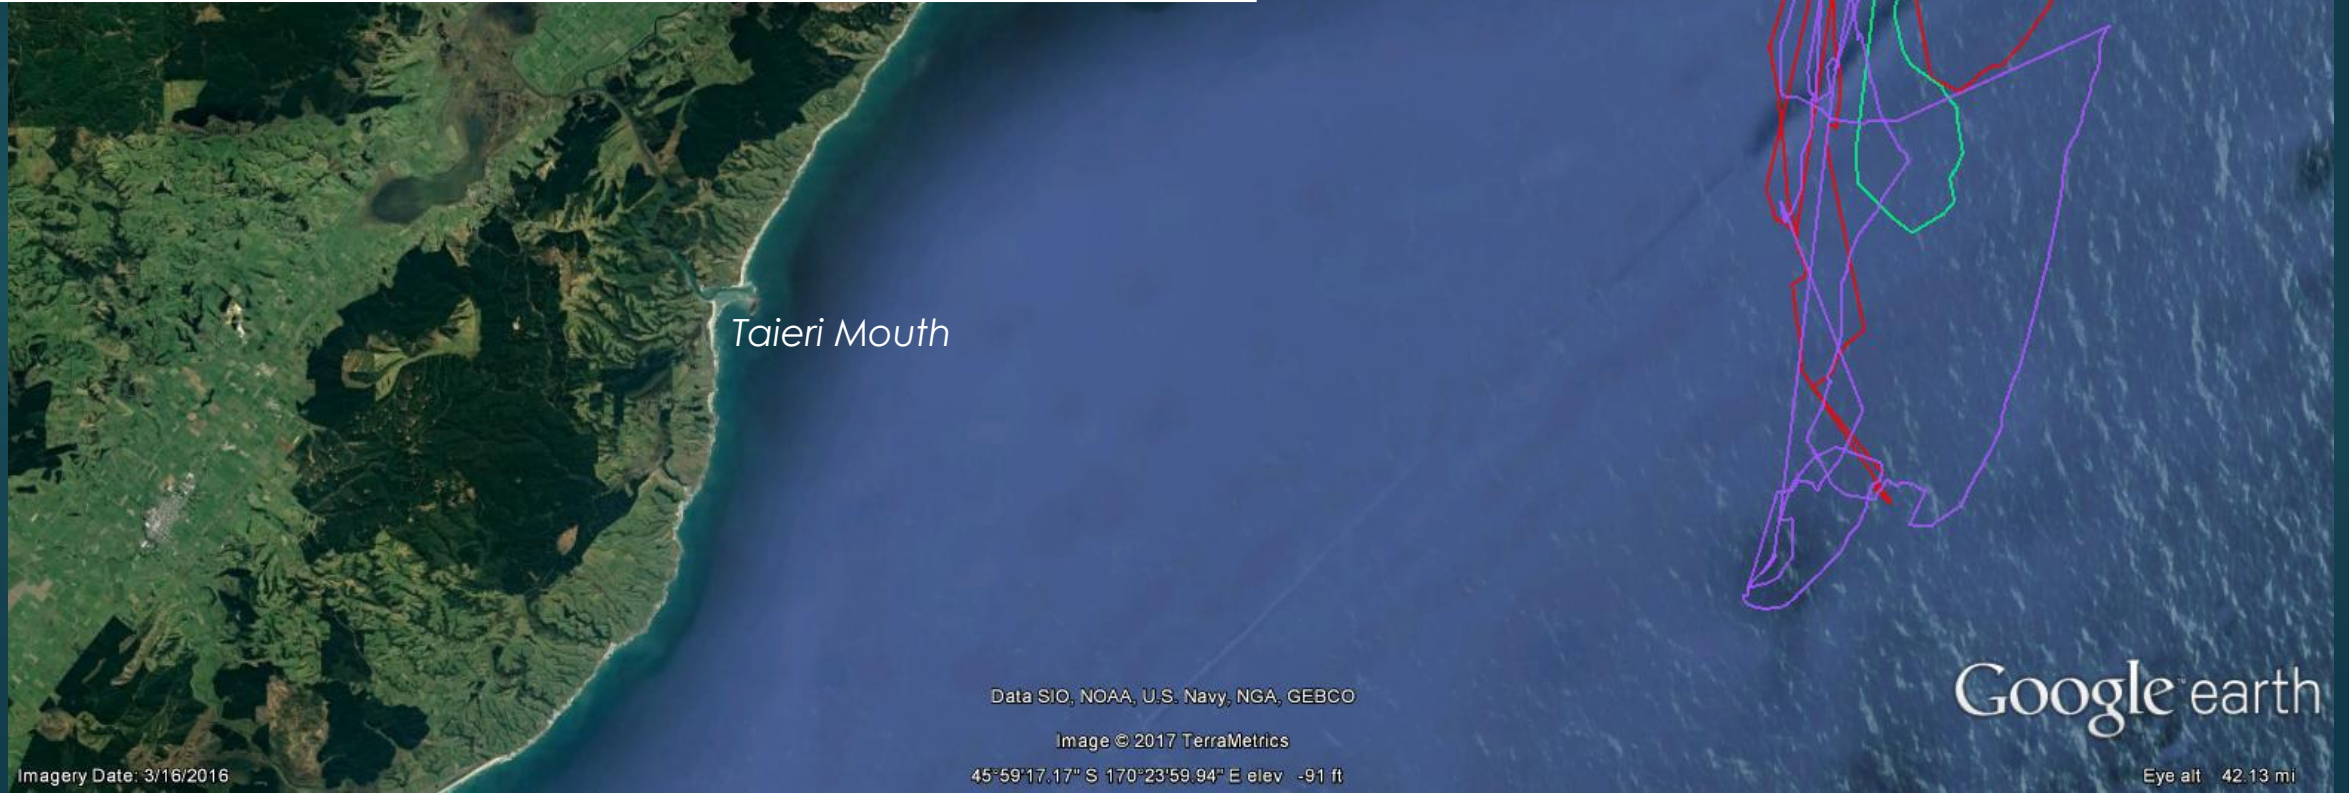 Taieri Mouth
Data SIO, NOAA, U.S. Navy, NGA, GEBCO
Google earth
Image © 2017 TerraMetrics
Imagery Date: 3/16/2016
45°59'17.17" S 170°23'59.94" E elev -91 ft
Eye alt 42.13 mi